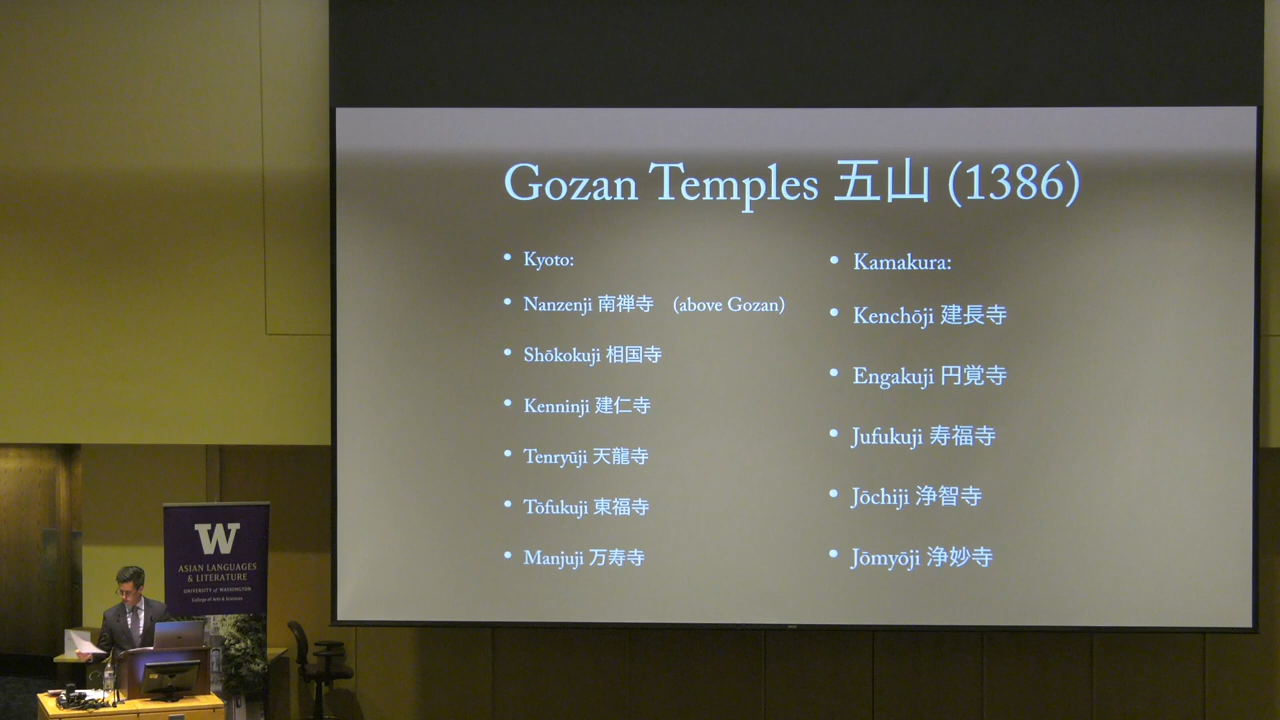 Gozan Temples 五山 (1386)
• Kyoto:
• Nanzenji 南禅寺 (above Gozan)
• Shōkokuji 相国寺
• Kenninji 建仁寺
• Tenryūji 天龍寺
• Tōfukuji 東福寺
• Manjuji 万寿寺
• Kamakura:
• Kenchōji 建長寺
• Engakuji 円覚寺
• Jufukuji 寿福寺
• Jōchiji 浄智寺
• Jōmyōji 浄妙寺
W
ASIAN LANGUAGES
& LITERATURE
UNIVERSITY of WASHINGTON
College of Arts & Sciences